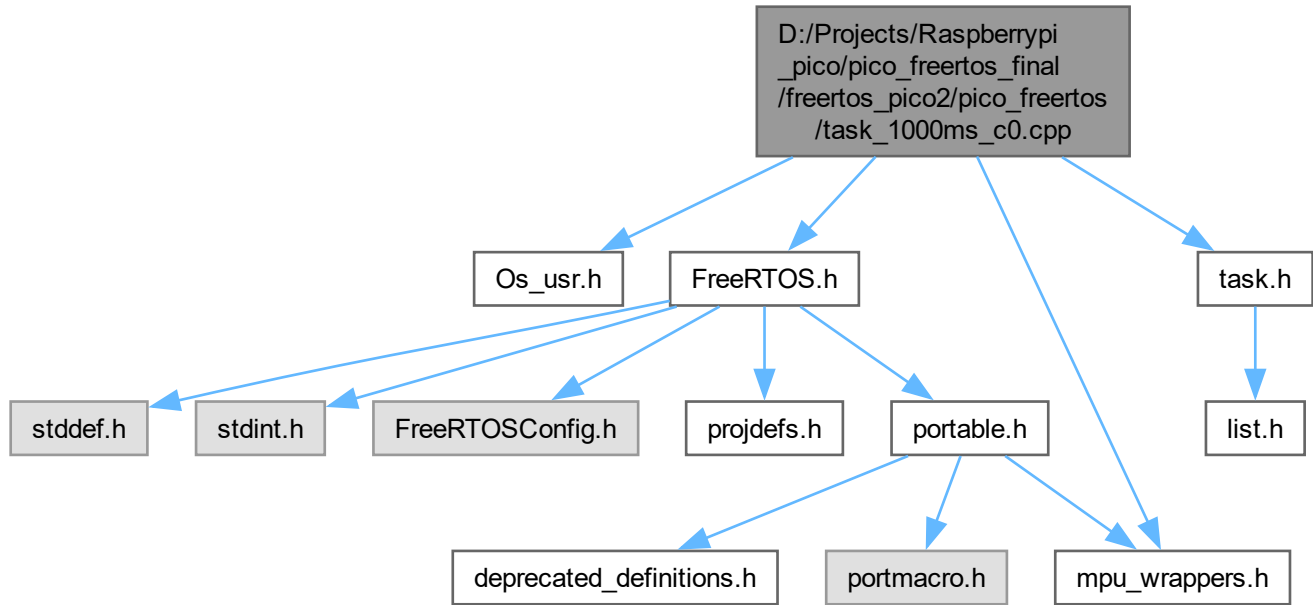 D:/Projects/Raspberrypi
_pico/pico_freertos_final
/freertos_pico2/pico_freertos
/task_1000ms_c0.cpp
Os_usr.h
FreeRTOS.h
task.h
stddef.h
stdint.h
FreeRTOSConfig.h
projdefs.h
portable.h
list.h
deprecated_definitions.h
portmacro.h
mpu_wrappers.h